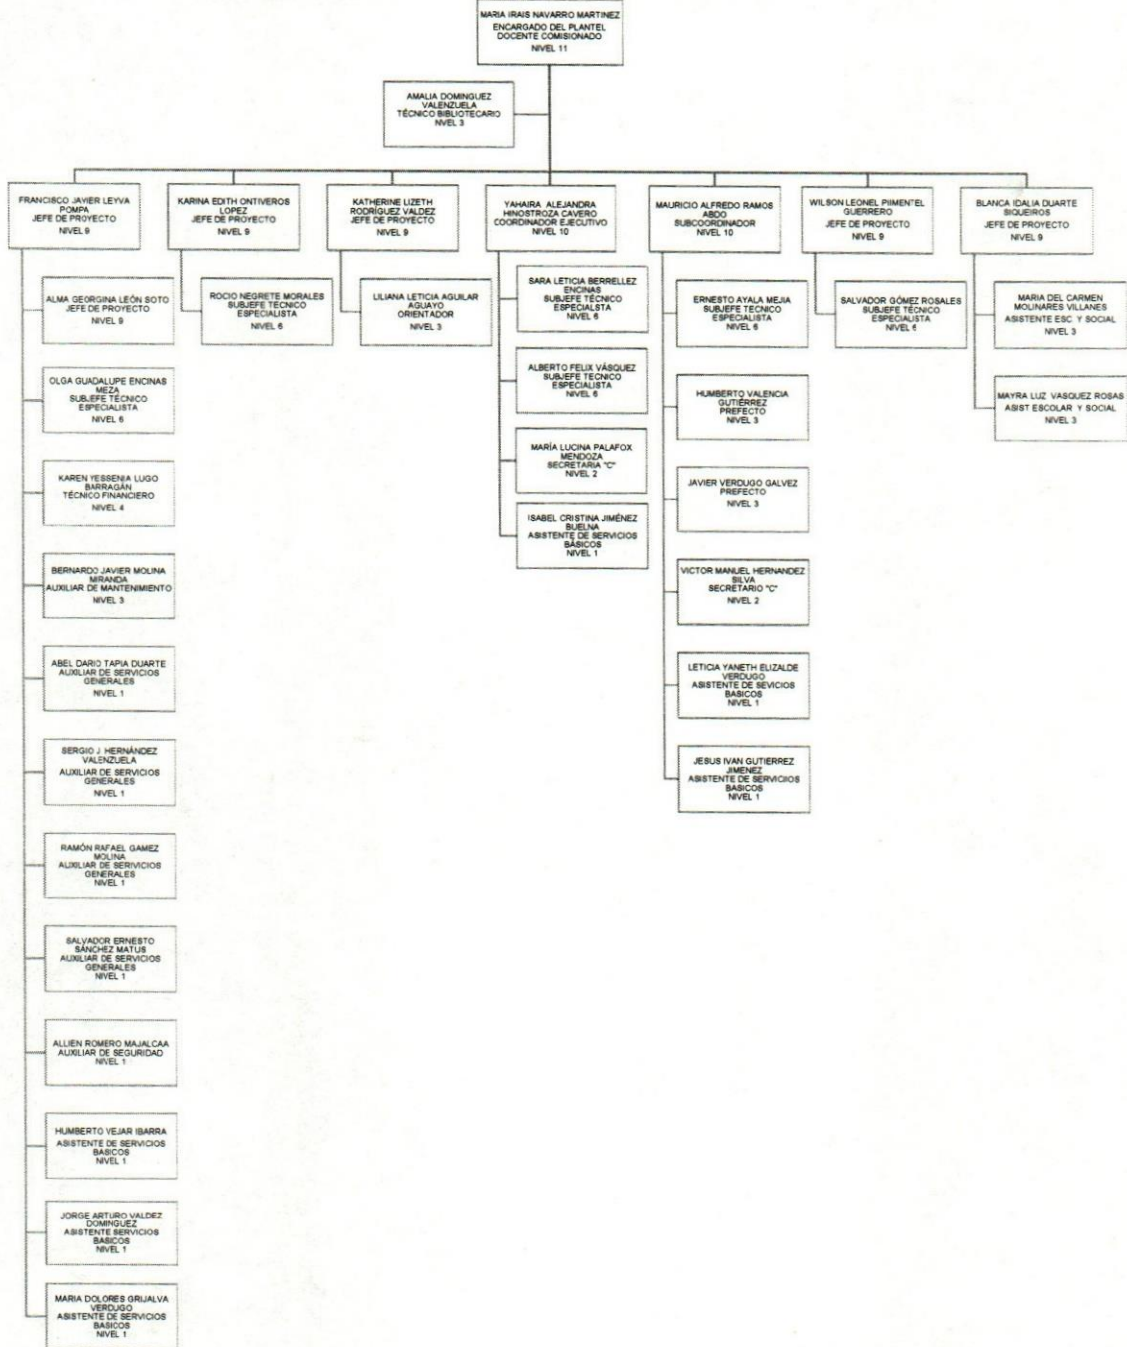 MARIA IRAIS NAVARRO MARTINEZ
ENCARGADO DEL PLANTEL
DOCENTE COMISIONADO
NIVEL 11
AMALIA DOMINGUEZ
VALENZUELA
TÉCNICO BIBLIOTECARIO
NIVEL 3
FRANCISCO JAVIER LEYVA
POMPA
JEFE DE PROYECTO
NIVEL 9
KARINA EDITH ONTIVEROS
LOPEZ
JEFE DE PROYECTO
NIVEL 9
KATHERINE LIZETH
RODRÍGUEZ VALDEZ
JEFE DE PROYECTO
NIVEL 9
YAHAIRA ALEJANDRA
HINOSTROZA CAVERO
COORDINADOR EJECUTIVO
NIVEL 10
MAURICIO ALFREDO RAMOS
ABDO
SUBCOORDINADOR
NIVEL 10
WILSON LEONEL PIIMENTEL
GUERRERO
JEFE DE PROYECTO
NIVEL 9
BLANCA IDALIA DUARTE
SIQUEIROS
JEFE DE PROYECTO
NIVEL 9
ALMA GEORGINA LEÓN SOTO
JEFE DE PROYECTO
NIVEL 9
OLGA GUADALUPE ENCINAS
MEZA
SUBJEFE TÉCNICO
ESPECIALISTA
NIVEL 6
KAREN YESSENIA LUGO
BARRAGÁN
TÉCNICO FINANCIERO
NIVEL 4
BERNARDO JAVIER MOLINA
MIRANDA
AUXILIAR DE MANTENIMIENTO
NIVEL 3
ABEL DARIO TAPIA DUARTE
AUXILIAR DE SERVICIOS
GENERALES
NIVEL 1
SERGIO J HERNÁNDEZ
VALENZUELA
AUXILIAR DE SERVICIOS
GENERALES
NIVEL 1
RAMÓN RAFAEL GAMEZ
MOLINA
AUXILIAR DE SERVICIOS
GENERALES
NIVEL 1
SALVADOR ERNESTO
SÁNCHEZ MATUS
AUXILIAR DE SERVICIOS
GENERALES
NIVEL 1
ALLIEN ROMERO MAJALCAA
AUXILIAR DE SEGURIDAD
NIVEL 1
HUMBERTO VEJAR IBARRA
ASISTENTE DE SERVICIOS
BASICOS
NIVEL 1
JORGE ARTURO VALDEZ
DOMINGUEZ
ASISTENTE SERVICIOS
BASICOS
NIVEL 1
MARIA DOLORES GRIJALVA
VERDUGO
ASISTENTE DE SERVICIOS
BASICOS
NIVEL 1
ROCIO NEGRETE MORALES
SUBJEFE TÉCNICO
ESPECIALISTA
NIVEL 6
LILIANA LETICIA AGUILAR
AGUAYO
ORIENTADOR
NIVEL 3
SARA LETICIA BERRELLEZ
ENCINAS
SUBJEFE TÉCNICO
ESPECIALSTA
NIVEL 6
ALBERTO FELIX VÁSQUEZ
SUBJEFE TECNICO
ESPECIALISTA
NIVEL 6
MARÍA LUCINA PALAFOX
MENDOZA
SECRETARIA "C"
NIVEL 2
ISABEL CRISTINA JIMÉNEZ
BUELNA
ASISTENTE DE SERVICIOS
BÁSICOS
NIVEL 1
ERNESTO AYALA MEJIA
SUBJEFE TECNICO
ESPECIALISTA
NIVEL 6
HUMBERTO VALENCIA
GUTIÉRREZ
PREFECTO
NIVEL 3
JAVIER VERDUGO GALVEZ
PREFECTO
NIVEL 3
VICTOR MANUEL HERNANDEZ
SILVA
SECRETARIO "C"
NIVEL 2
LETICIA YANETH ELIZALDE
VERDUGO
ASISTENTE DE SEVICIOS
BASICOS
NIVEL 1
JESUS IVAN GUTIERREZ
JIMENEZ
ASISTENTE DE SERVICIOS
BASICOS
NIVEL 1
SALVADOR GÓMEZ ROSALES
SUBJEFE TÉCNICO
ESPECIALISTA
NIVEL 6
MARIA DEL CARMEN
MOLINARES VILLANES
ASISTENTE ESC. Y SOCIAL
NIVEL 3
MAYRA LUZ VASQUEZ ROSAS
ASIST ESCOLAR Y SOCIAL
NIVEL 3